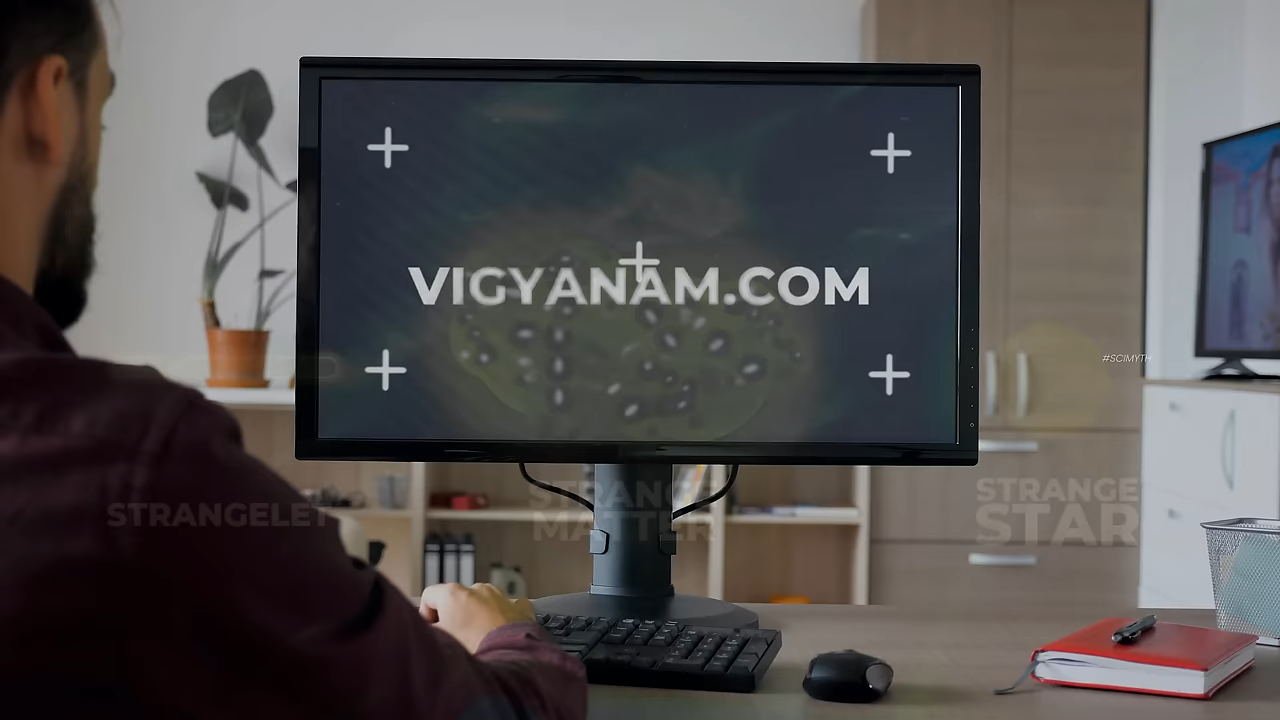 VIGYANAM.COM
#SCIMYTH
STRANGELET
STRANGE
MATTER
STRANGE
STAR